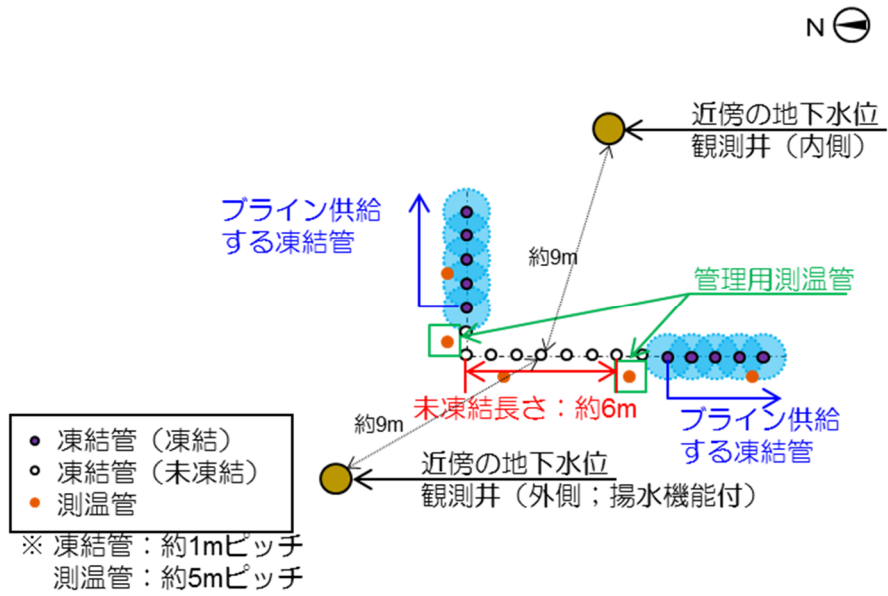 N
近傍の地下水位
観測井（内側）
ブライン供給
する凍結管
約9m
管理用測温管
未凍結長さ：約6m
約9m
ブライン供給
する凍結管
近傍の地下水位
観測井（外側；揚水機能付）
凍結管（凍結）
凍結管（未凍結）
測温管
※ 凍結管：約1mピッチ
測温管：約5mピッチ